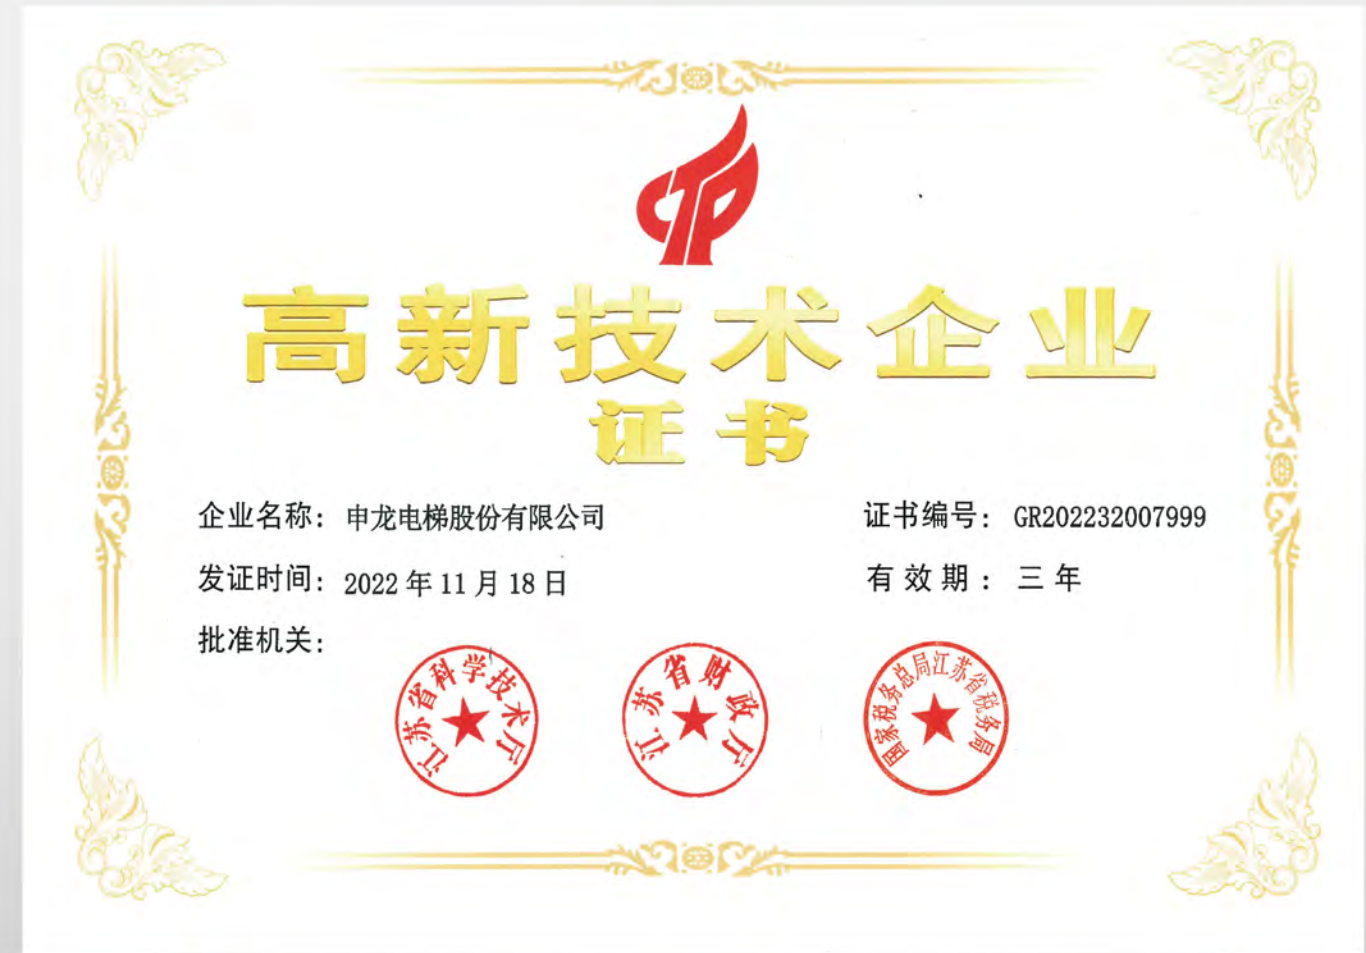 CTP
高新技术企业
证书
企业名称：申龙电梯股份有限公司
证书编号：GR202232007999
发证时间：2022年11月18日
有效期：三年
批准机关：
江苏省科学技术厅
江苏省财政厅
国家税务总局江苏省税务局